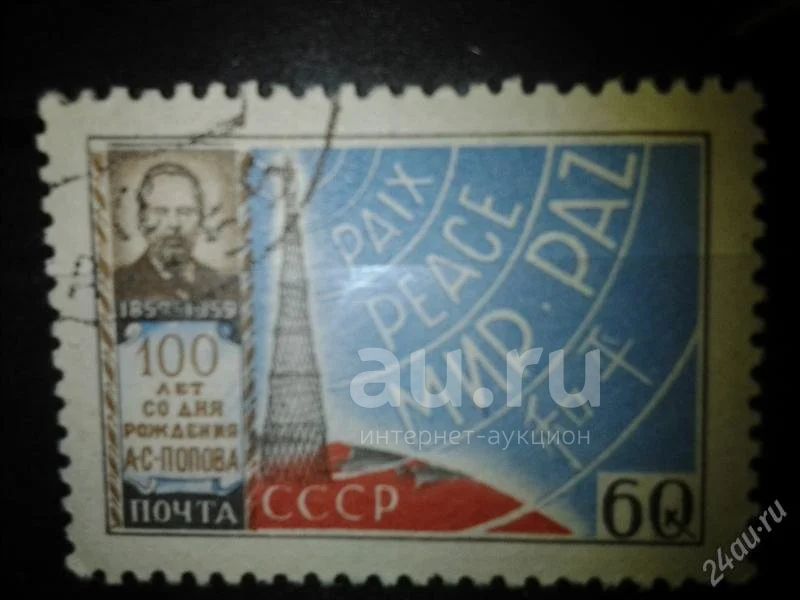 1859-1959
100
ЛЕТ
СО ДНЯ
РОЖДЕНИЯ
А·С·ПОПОВА
ПОЧТА
СССР
PAIX
PEACE
МИР·PAZ
60
К
au.ru
интернет-аукцион
24au.ru